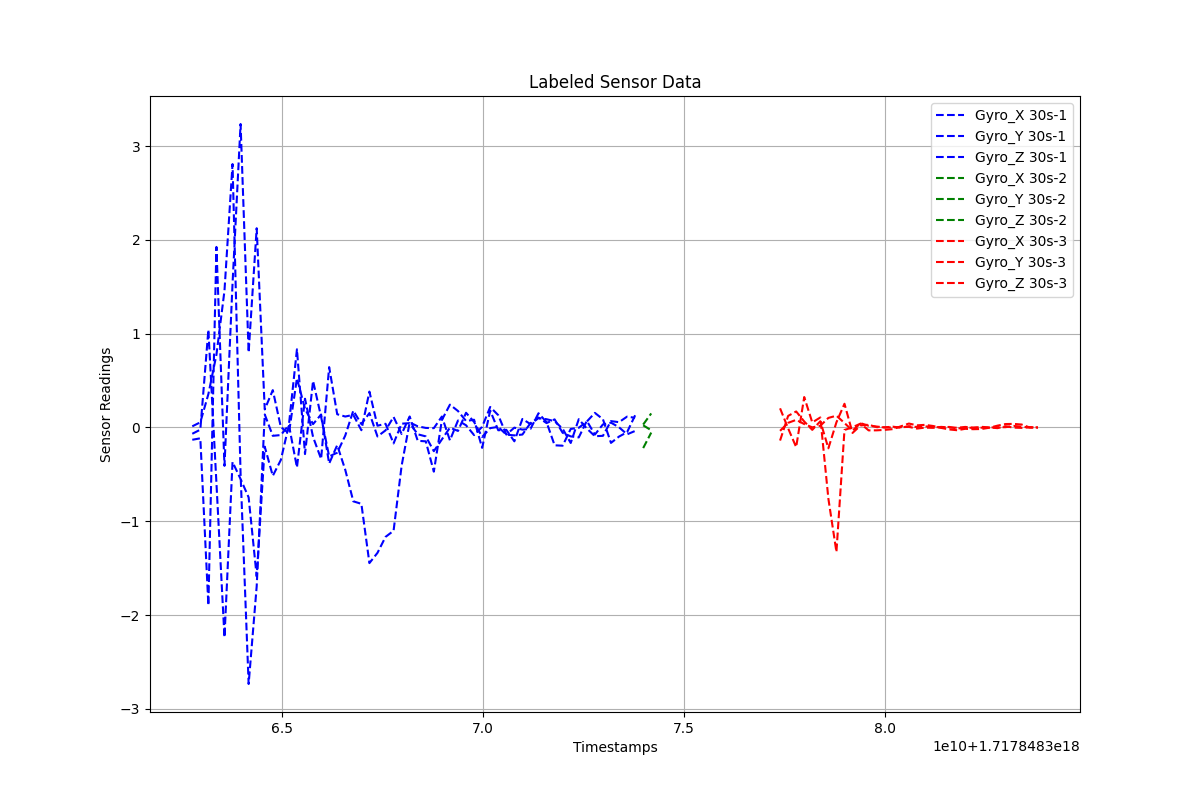 Labeled Sensor Data
Gyro_X 30s-1
Gyro_Y 30s-1
Gyro_Z 30s-1
Gyro_X 30s-2
Gyro_Y 30s-2
Gyro_Z 30s-2
Gyro_X 30s-3
Gyro_Y 30s-3
Gyro_Z 30s-3
Sensor Readings
3
2
1
0
−1
−2
−3
6.5 7.0 7.5 8.0
Timestamps
1e10+1.7178483e18